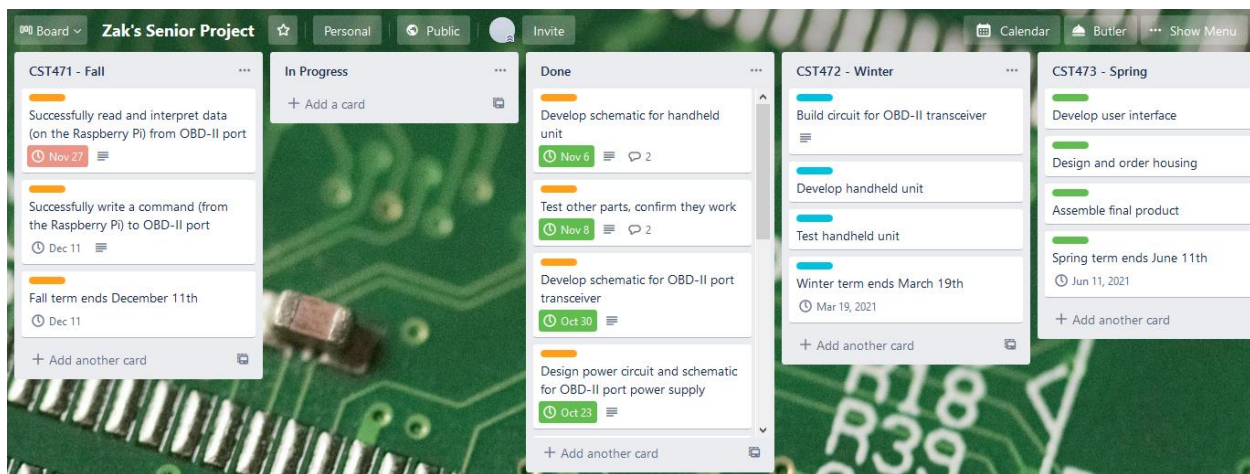 Board
Zak's Senior Project
Personal
Public
Invite
Calendar
Butler
Show Menu
CST471 - Fall
Successfully read and interpret data
(on the Raspberry Pi) from OBD-II port
Nov 27
Successfully write a command (from
the Raspberry Pi) to OBD-II port
Dec 11
Fall term ends December 11th
Dec 11
+ Add another card
In Progress
+ Add a card
Done
Develop schematic for handheld
unit
Nov 6
2
Test other parts, confirm they work
Nov 8
2
Develop schematic for OBD-II port
transceiver
Oct 30
Design power circuit and schematic
for OBD-II port power supply
Oct 23
+ Add another card
CST472 - Winter
Build circuit for OBD-II transceiver
Develop handheld unit
Test handheld unit
Winter term ends March 19th
Mar 19, 2021
+ Add another card
CST473 - Spring
Develop user interface
Design and order housing
Assemble final product
Spring term ends June 11th
Jun 11, 2021
+ Add another card
R18
R39